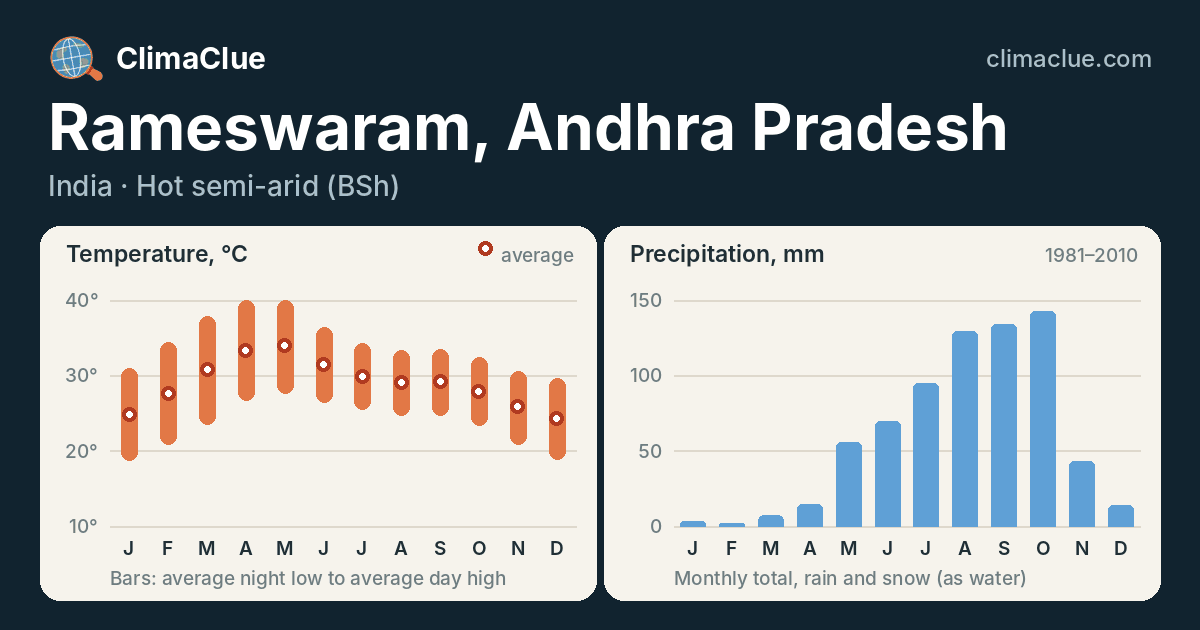 ClimaClue
climaclue.com
Rameswaram, Andhra Pradesh
India · Hot semi-arid (BSh)
Temperature, °C
average
40°
30°
20°
10°
J F M A M J J A S O N D
Bars: average night low to average day high
Precipitation, mm
1981–2010
150
100
50
0
J F M A M J J A S O N D
Monthly total, rain and snow (as water)